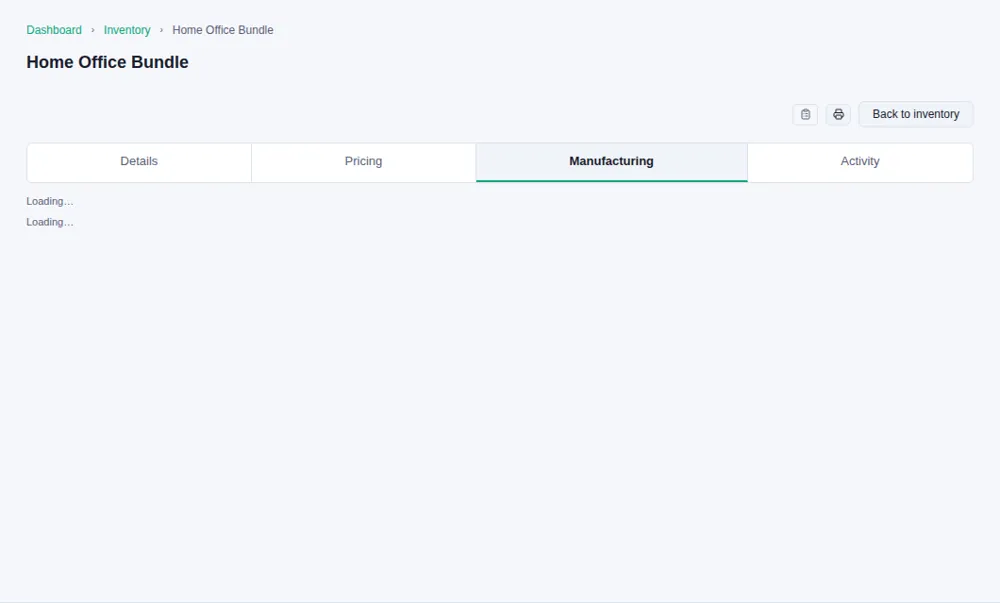 Dashboard › Inventory › Home Office Bundle
Home Office Bundle
Back to inventory
Details Pricing Manufacturing Activity
Loading…
Loading…